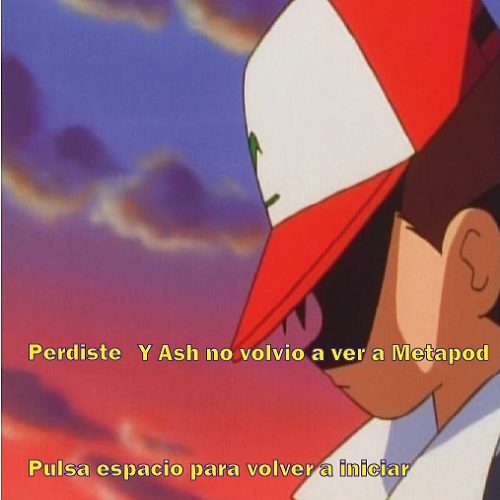 Perdiste Y Ash no volvio a ver a Metapod
Pulsa espacio para volver a iniciar